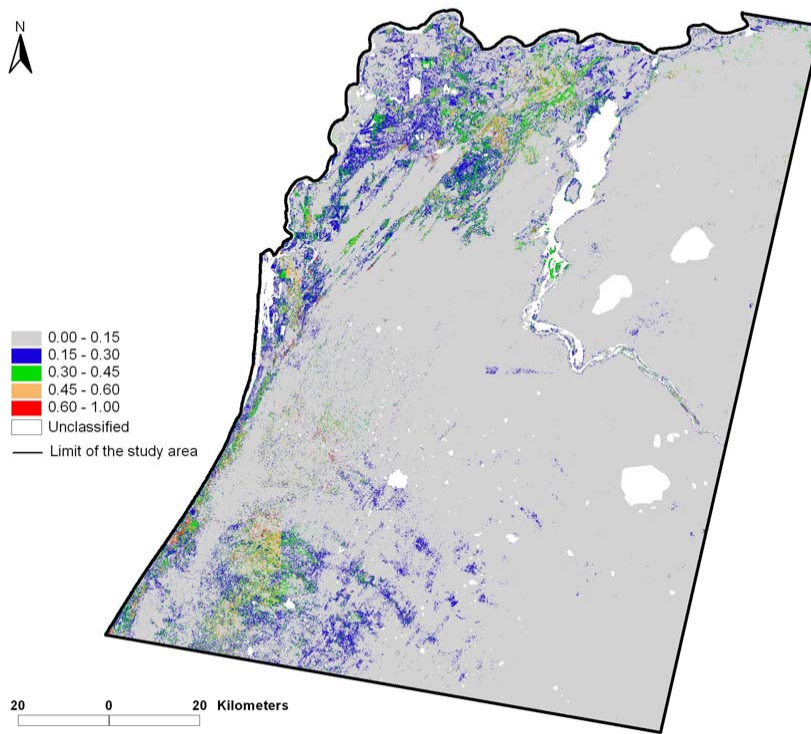 N
0.00 - 0.15
0.15 - 0.30
0.30 - 0.45
0.45 - 0.60
0.60 - 1.00
Unclassified
Limit of the study area
20 0 20 Kilometers